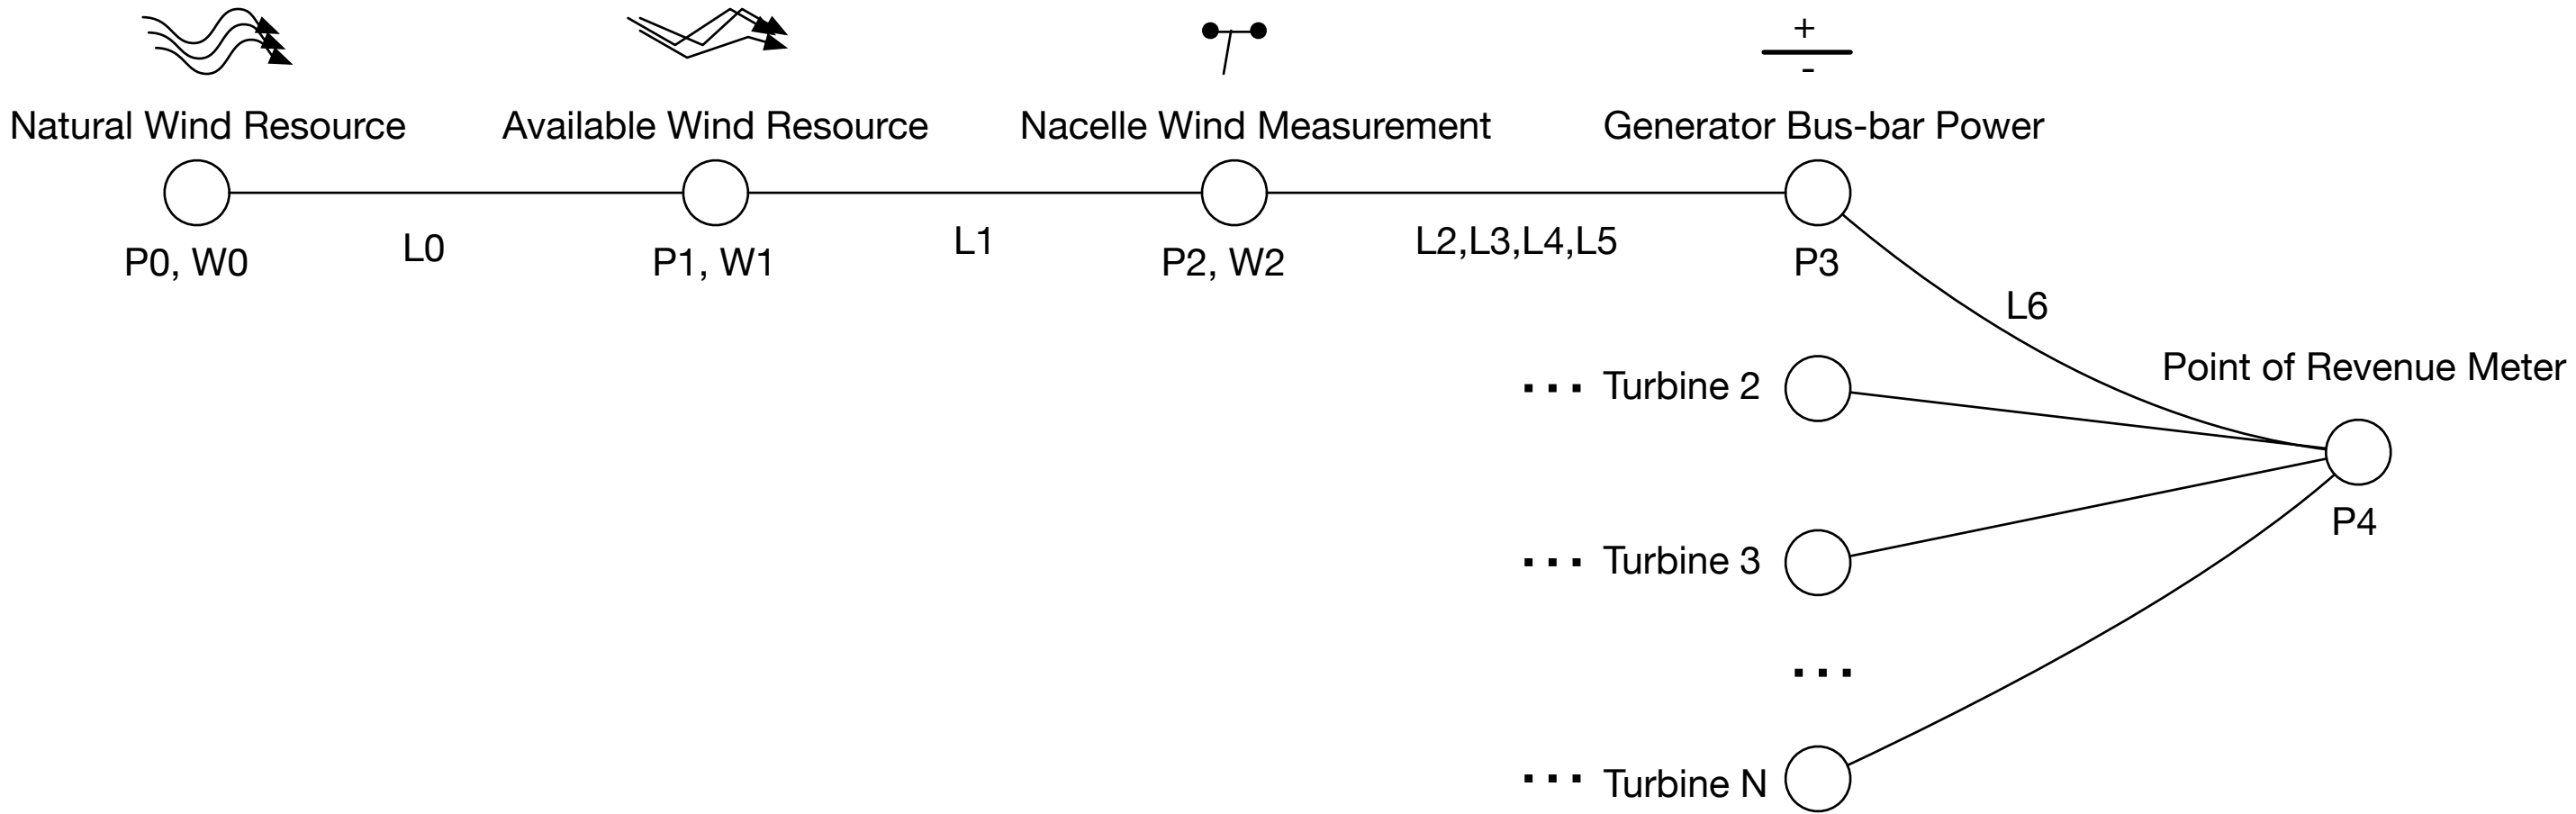 +
-
Natural Wind Resource
Available Wind Resource
Nacelle Wind Measurement
Generator Bus-bar Power
P0, W0
L0
P1, W1
L1
P2, W2
L2,L3,L4,L5
P3
L6
Point of Revenue Meter
... Turbine 2
P4
... Turbine 3
...
... Turbine N